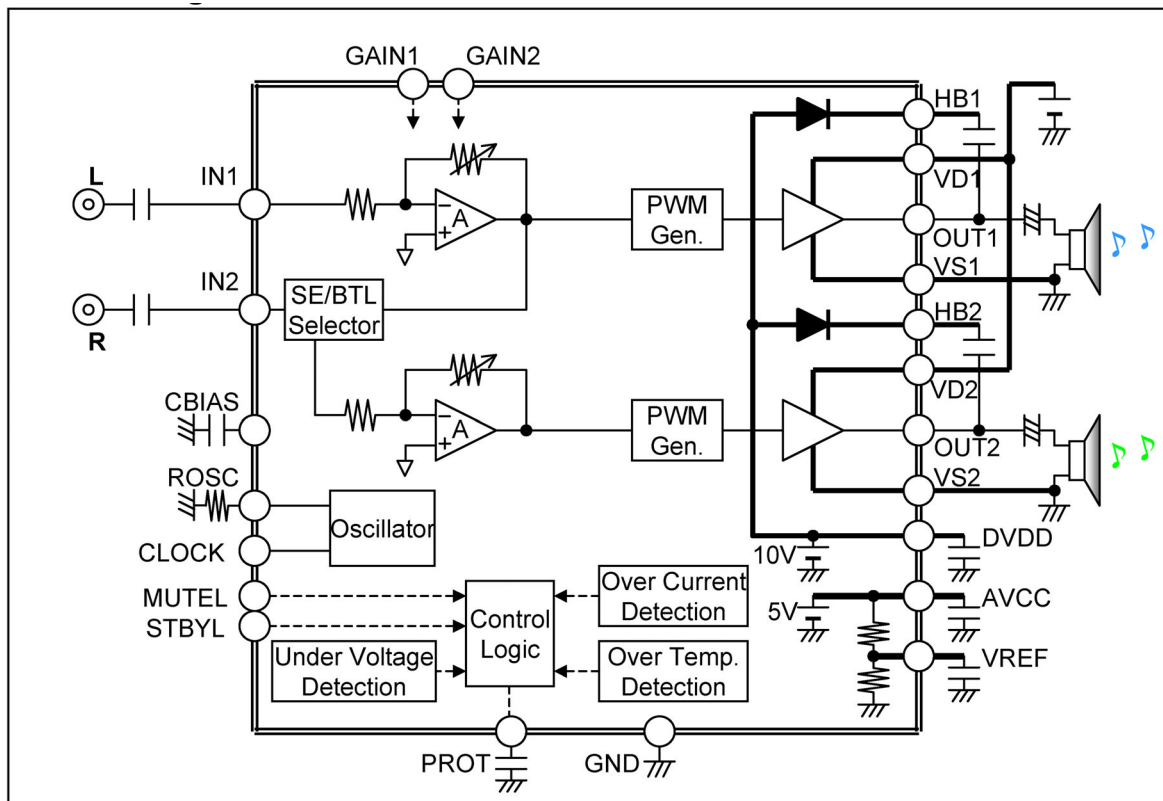 GAIN1
GAIN2
HB1
L
IN1
VD1
A
PWM
Gen.
OUT1
IN2
VS1
SE/BTL
Selector
R
HB2
VD2
CBIAS
A
PWM
Gen.
OUT2
ROSC
VS2
Oscillator
DVDD
CLOCK
10V
MUTEL
Over Current
Detection
AVCC
5V
STBYL
Control
Logic
Under Voltage
Detection
Over Temp.
Detection
VREF
PROT
GND